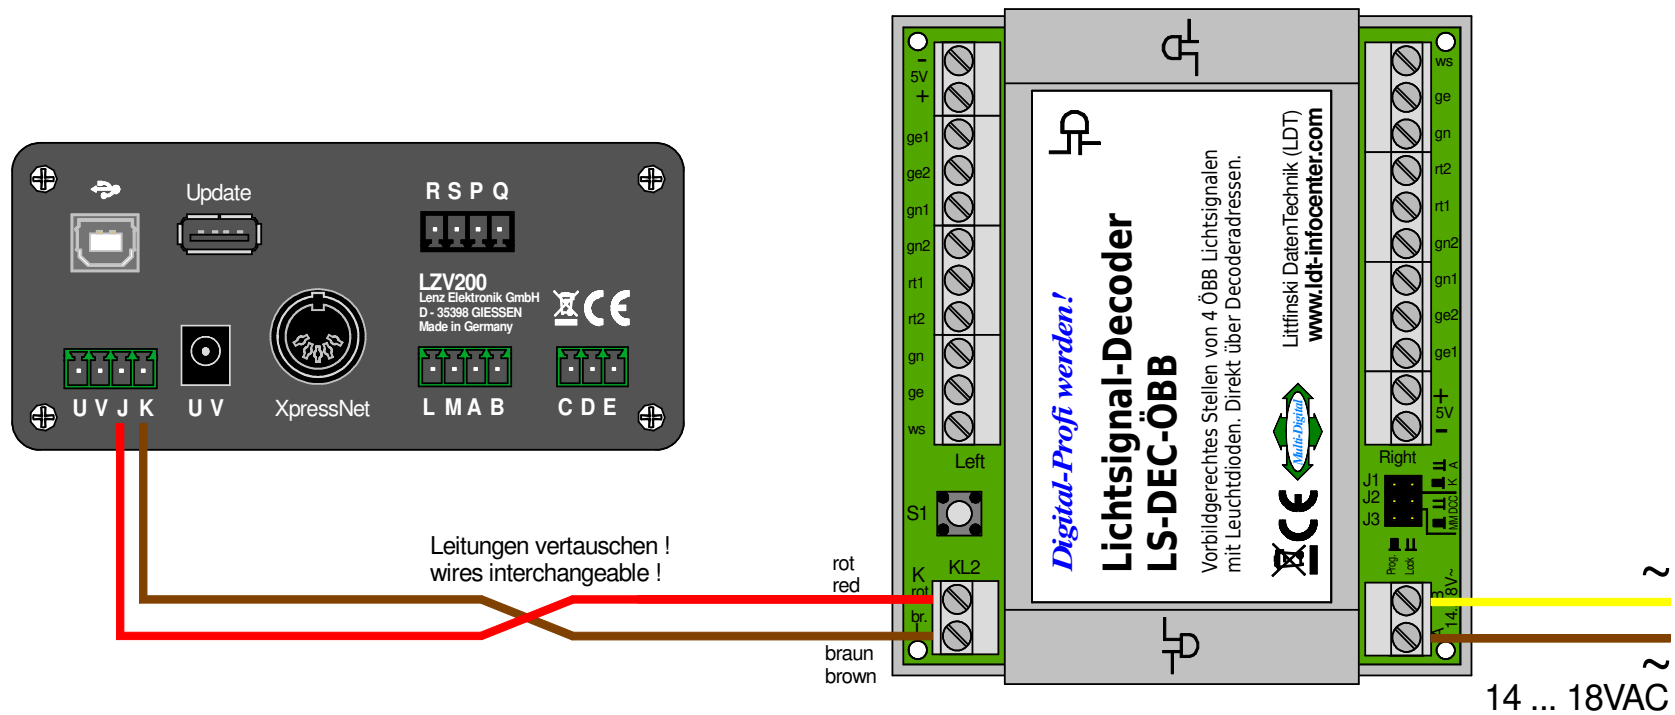 Update
R S P Q
LZV200
Lenz Elektronik GmbH
D - 35398 GIESSEN
Made in Germany
CE
U V J K
U V
XpressNet
L M A B
C D E
Leitungen vertauschen !
wires interchangeable !
rot
red
braun
brown
-
5V
+
ge1
ge2
gn1
gn2
rt1
rt2
gn
ge
ws
Left
S1
K
KL2
rot
br.
Digital-Profi werden!
Lichtsignal-Decoder
LS-DEC-ÖBB
Vorbildgerechtes Stellen von 4 ÖBB Lichtsignalen
mit Leuchtdioden. Direkt über Decoderadressen.
Littfinski DatenTechnik (LDT)
www.ldt-infocenter.com
Multi-Digital
CE
ws
ge
gn
rt2
rt1
gn2
gn1
ge2
ge1
+
5V
-
Right
J1
J2
J3
A
K
DCC
MM
Prog.
Lock
B
A
~
~
14 ... 18VAC